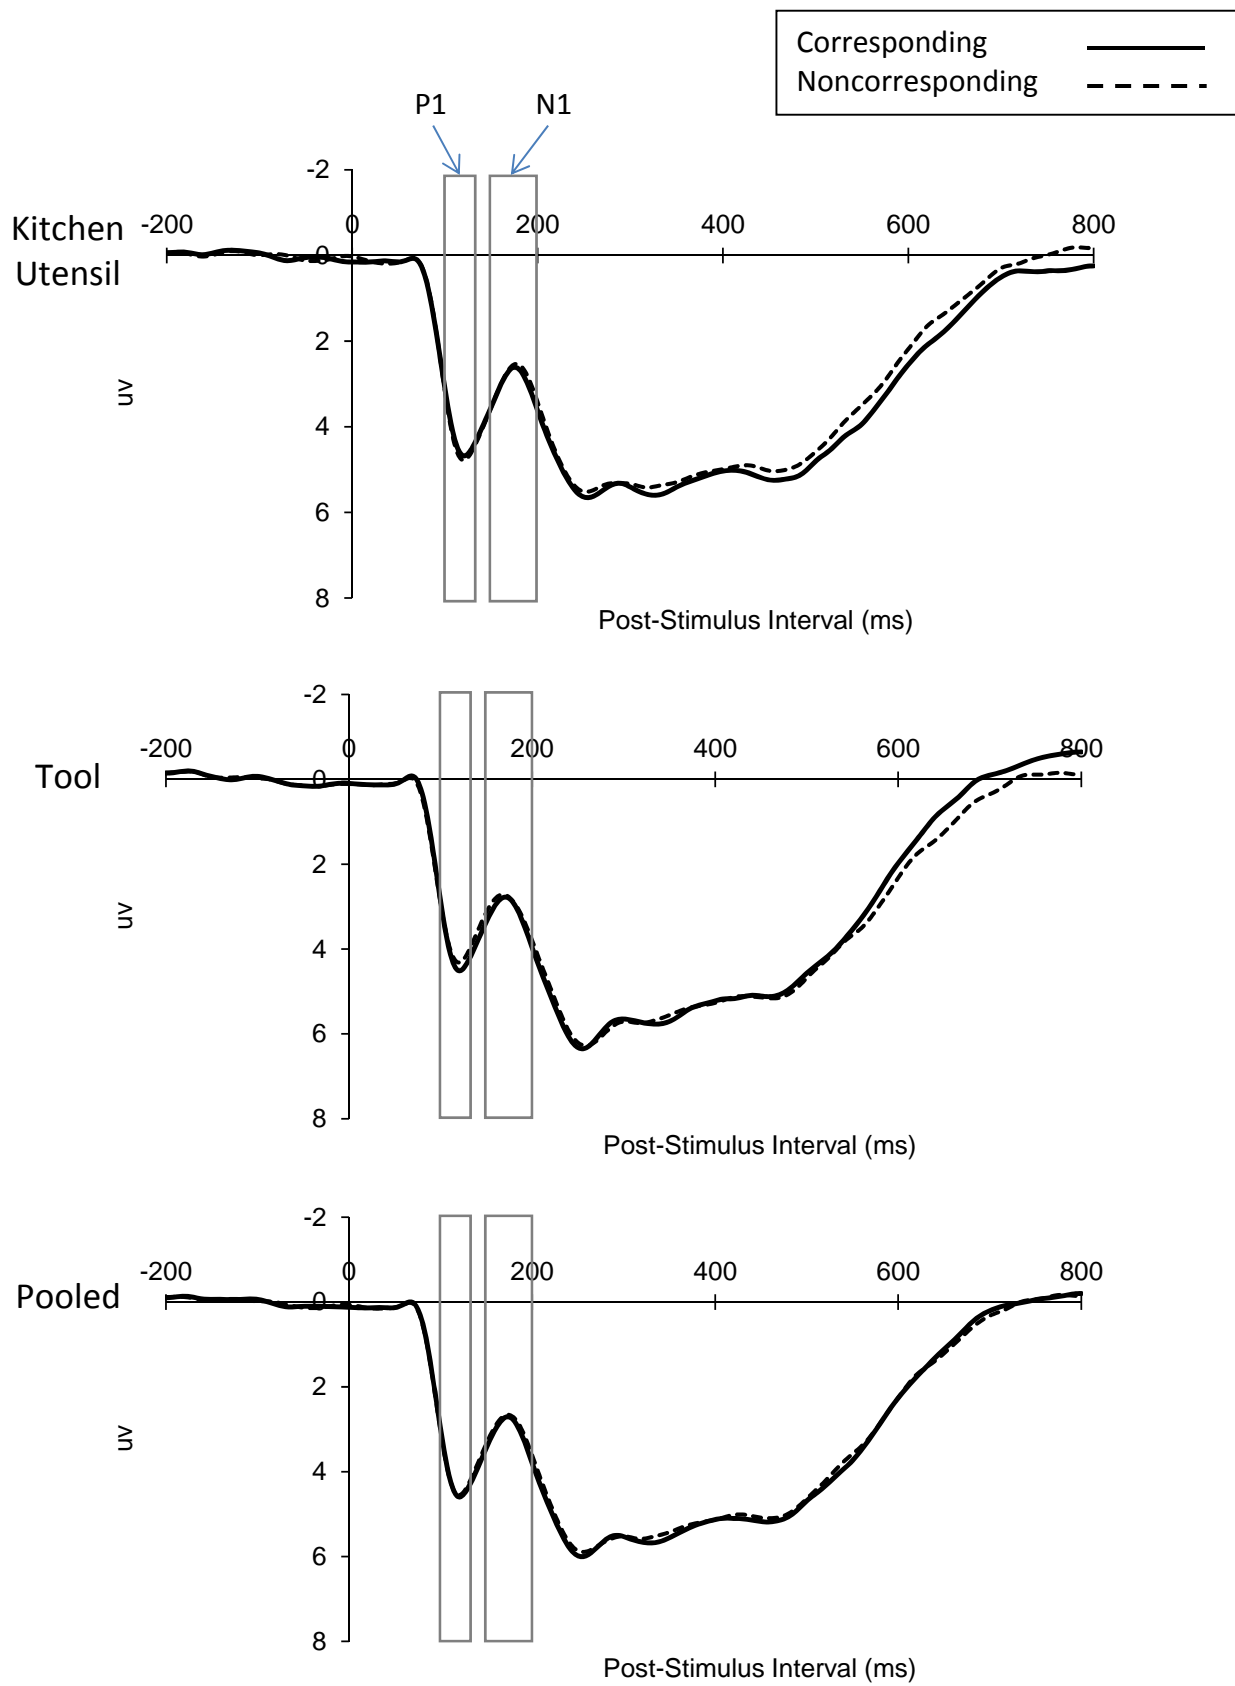 Corresponding
Noncorresponding
P1 N1
-2
-200 0 200 400 600 800
Kitchen
Utensil
0
2
uv
4
6
8
Post-Stimulus Interval (ms)
-2
-200 0 200 400 600 800
Tool
0
2
uv
4
6
8
Post-Stimulus Interval (ms)
-2
-200 0 200 400 600 800
Pooled
0
2
uv
4
6
8
Post-Stimulus Interval (ms)